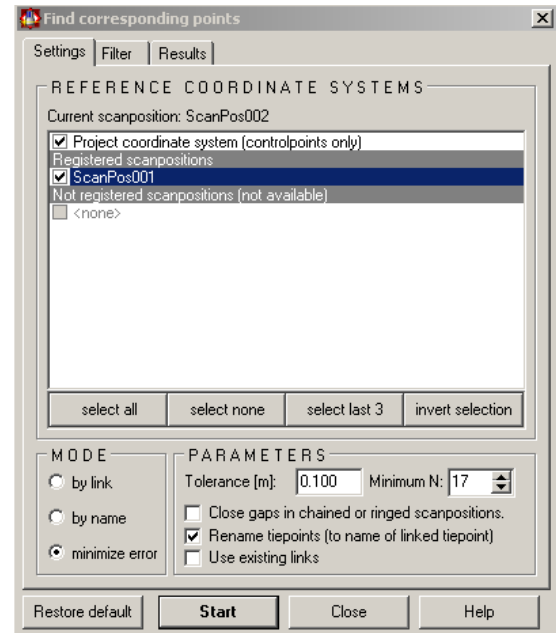 Find corresponding points
Settings Filter Results
REFERENCE COORDINATE SYSTEMS
Current scanposition: ScanPos002
Project coordinate system (controlpoints only)
Registered scanpositions
ScanPos001
Not registered scanpositions (not available)
<none>
select all select none select last 3 invert selection
MODE PARAMETERS
by link Tolerance [m]: 0.100 Minimum N: 17
by name Close gaps in chained or ringed scanpositions.
Rename tiepoints (to name of linked tiepoint)
minimize error Use existing links
Restore default Start Close Help